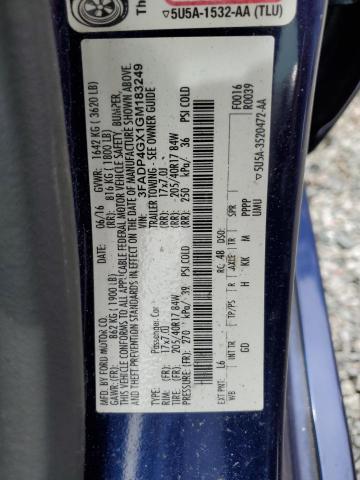 The
5U5A-1532-AA (TLU)
MFD. BY FORD MOTOR CO.
06/16 GVWR: 1642 KG ( 3620 LB)
GAWR: (FR): 862 KG (1900 LB) (RR): 816 KG (1800 LB)
THIS VEHICLE CONFORMS TO ALL APPLICABLE FEDERAL MOTOR VEHICLE SAFETY, BUMPER,
AND THEFT PREVENTION STANDARDS IN EFFECT ON THE DATE OF MANUFACTURE SHOWN ABOVE.
VIN: 3FADP4GX1GM183249
TYPE: Passenger Car TRAILER TOWING - SEE OWNER GUIDE
RIM: (FR): 17x7.0J (RR): 17x7.0J
TIRE (FR): 205/40R17 84W (RR): 205/40R17 84W
PRESSURE: (FR): 270 kPa/ 39 PSI COLD (RR): 250 kPa/ 36 PSI COLD
EXT PNT: L6 RC: 48 DSO: F0016
R0039
WB INT TR TP/PS R AXLE TR SPR
GD H KK M PPPP
UMU
5U5A-3520472-AA